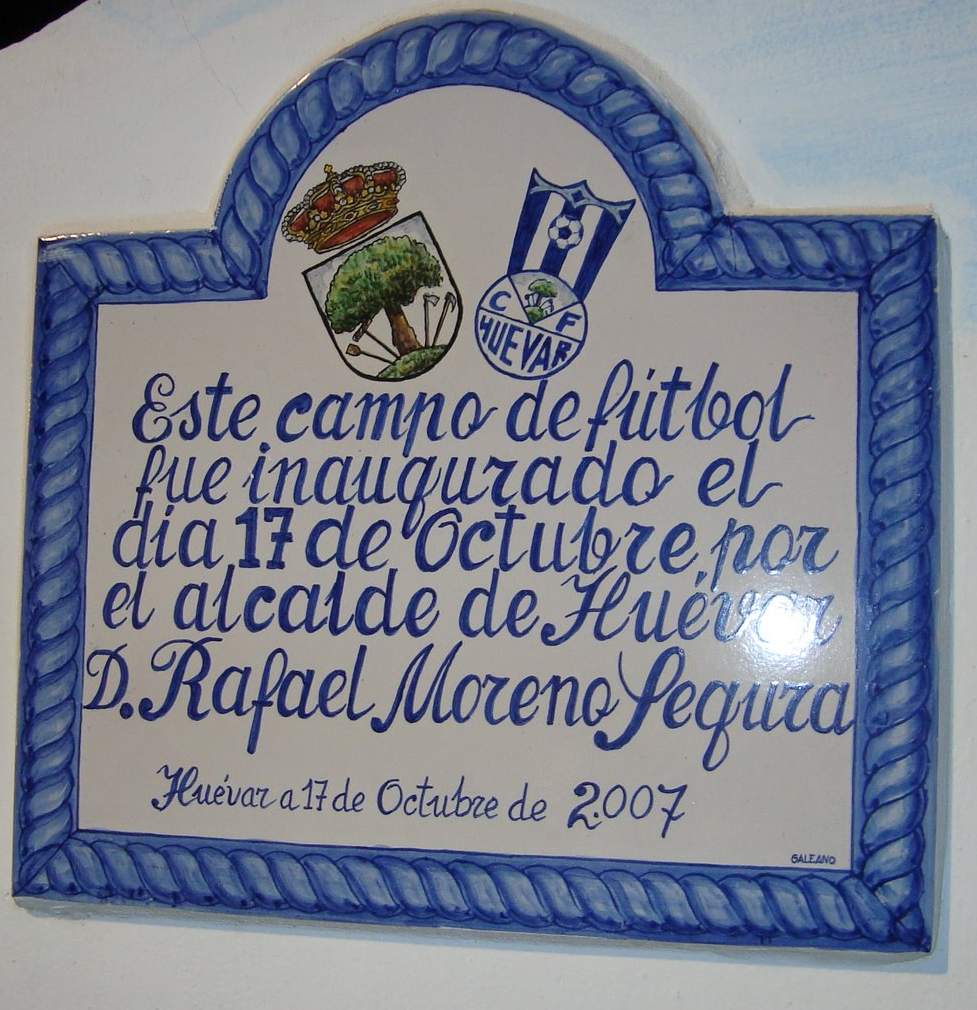 C F
HUEVAR
Este campo de fútbol
fue inaugurado el
día 17 de Octubre por
el alcalde de Huévar
D. Rafael Moreno Segura
Huévar a 17 de Octubre de 2.007
GALEANO